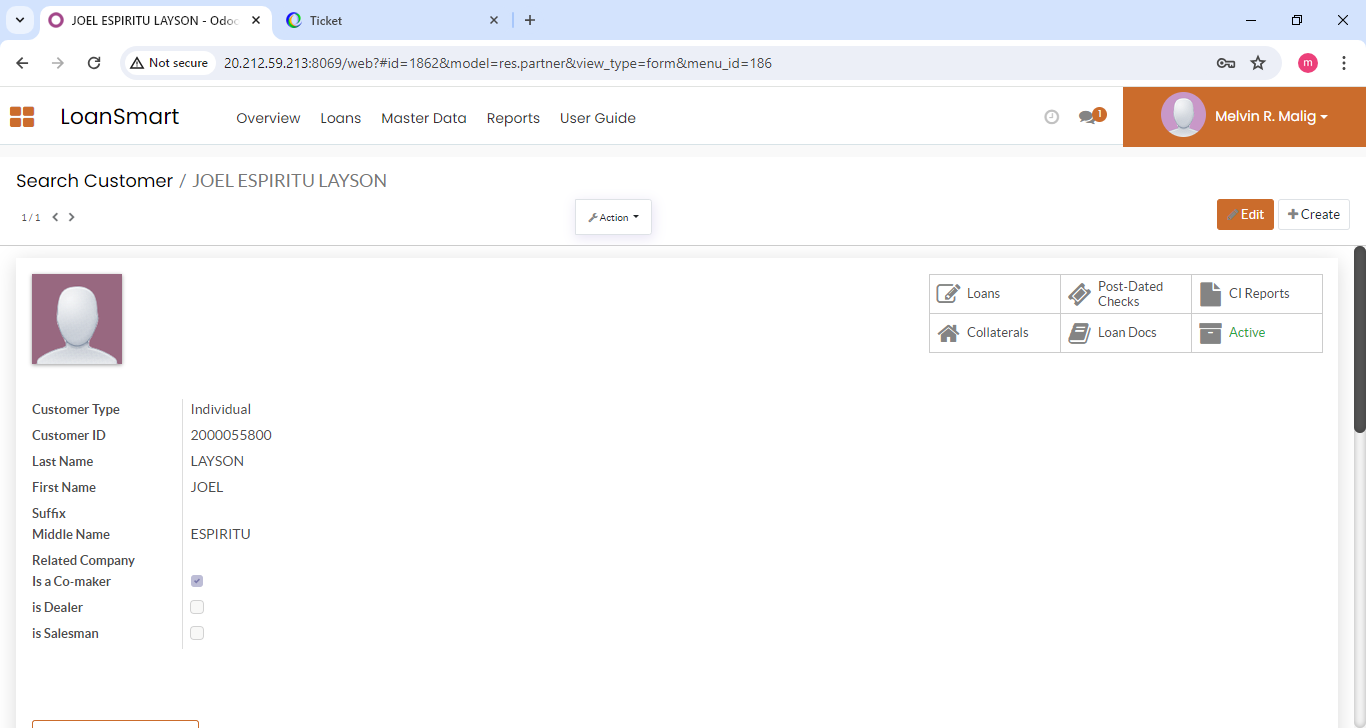 JOEL ESPIRITU LAYSON - Odoo
Ticket
Not secure
20.212.59.213:8069/web?#id=1862&model=res.partner&view_type=form&menu_id=186
m
LoanSmart
Overview
Loans
Master Data
Reports
User Guide
1
Melvin R. Malig
Search Customer / JOEL ESPIRITU LAYSON
1 / 1
Action
Edit
Create
Loans
Post-Dated
Checks
CI Reports
Collaterals
Loan Docs
Active
Customer Type Individual
Customer ID 2000055800
Last Name LAYSON
First Name JOEL
Suffix
Middle Name ESPIRITU
Related Company
Is a Co-maker
is Dealer
is Salesman